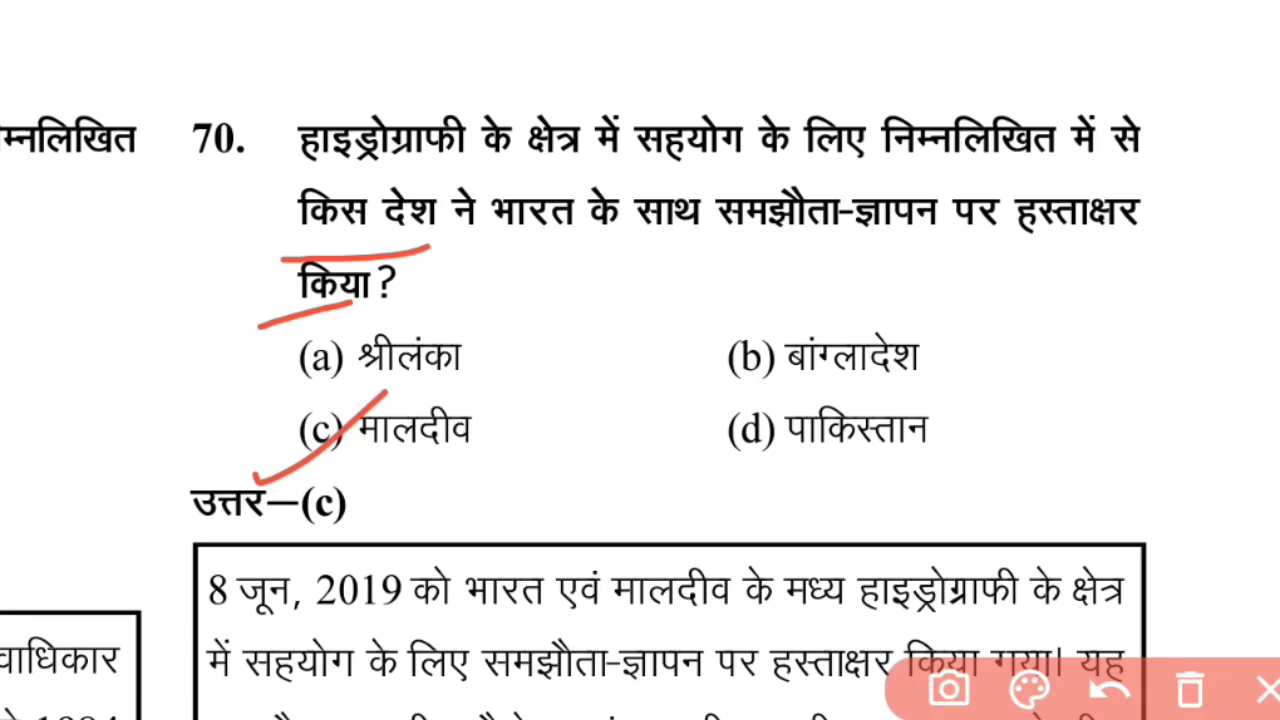 70. हाइड्रोग्राफी के क्षेत्र में सहयोग के लिए निम्नलिखित में से
किस देश ने भारत के साथ समझौता-ज्ञापन पर हस्ताक्षर
किया?
(a) श्रीलंका (b) बांग्लादेश
(c) मालदीव (d) पाकिस्तान
उत्तर—(c)
8 जून, 2019 को भारत एवं मालदीव के मध्य हाइड्रोग्राफी के क्षेत्र
में सहयोग के लिए समझौता-ज्ञापन पर हस्ताक्षर किया गया। यह